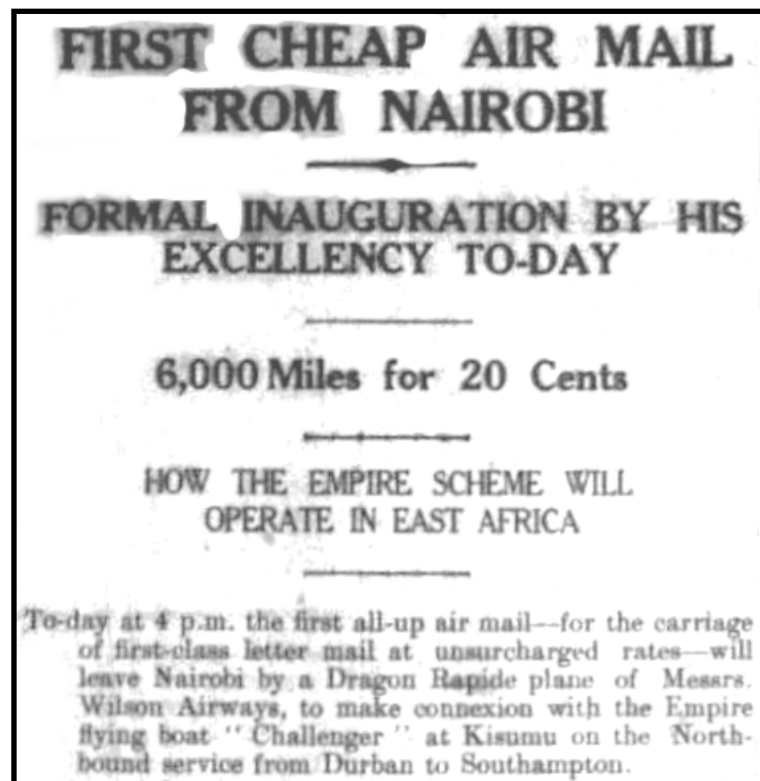 FIRST CHEAP AIR MAIL
FROM NAIROBI
FORMAL INAUGURATION BY HIS
EXCELLENCY TO-DAY
6,000 Miles for 20 Cents
HOW THE EMPIRE SCHEME WILL
OPERATE IN EAST AFRICA
To-day at 4 p.m. the first all-up air mail—for the carriage
of first-class letter mail at unsurcharged rates—will
leave Nairobi by a Dragon Rapide plane of Messrs.
Wilson Airways, to make connexion with the Empire
flying boat "Challenger" at Kisumu on the North-
bound service from Durban to Southampton.